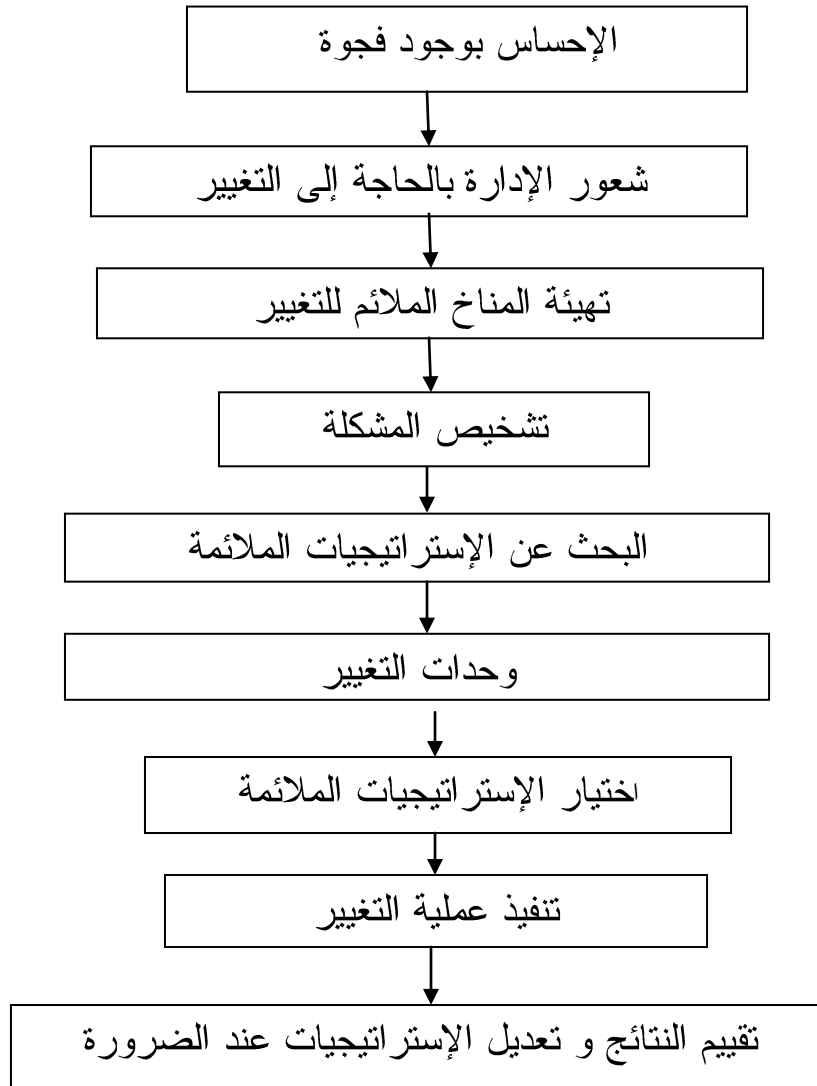 الإحساس بوجود فجوة
شعور الإدارة بالحاجة إلى التغيير
تهيئة المناخ الملائم للتغيير
تشخيص المشكلة
البحث عن الإستراتيجيات الملائمة
وحدات التغيير
اختيار الإستراتيجيات الملائمة
تنفيذ عملية التغيير
تقييم النتائج و تعديل الإستراتيجيات عند الضرورة